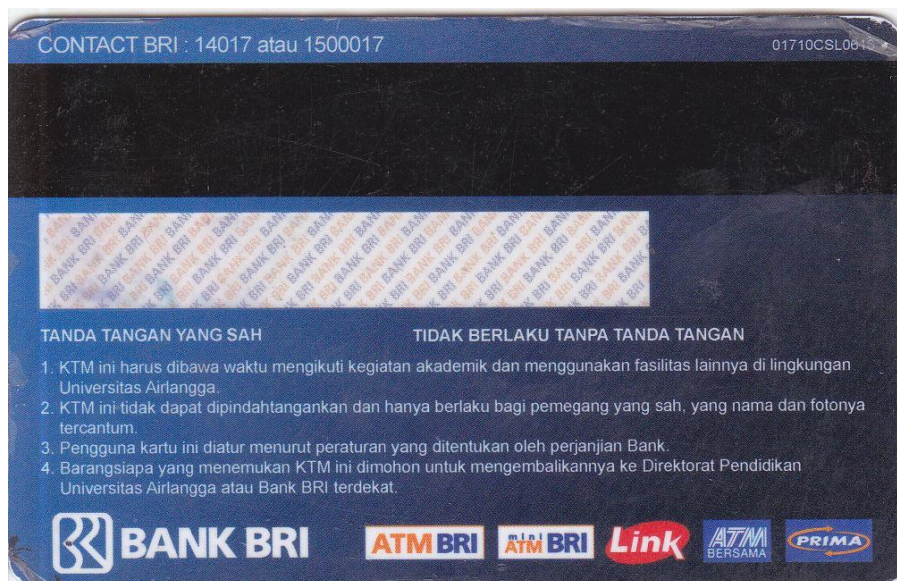 CONTACT BRI : 14017 atau 1500017
TANDA TANGAN YANG SAH
TIDAK BERLAKU TANPA TANDA TANGAN
1. KTM ini harus dibawa waktu mengikuti kegiatan akademik dan menggunakan fasilitas lainnya di lingkungan
Universitas Airlangga.
2. KTM ini tidak dapat dipindahtangankan dan hanya berlaku bagi pemegang yang sah, yang nama dan fotonya
tercantum.
3. Pengguna kartu ini diatur menurut peraturan yang ditentukan oleh perjanjian Bank.
4. Barangsiapa yang menemukan KTM ini dimohon untuk mengembalikannya ke Direktorat Pendidikan
Universitas Airlangga atau Bank BRI terdekat.
BANK BRI
ATM BRI
mini ATM BRI
Link
ATM BERSAMA
PRIMA